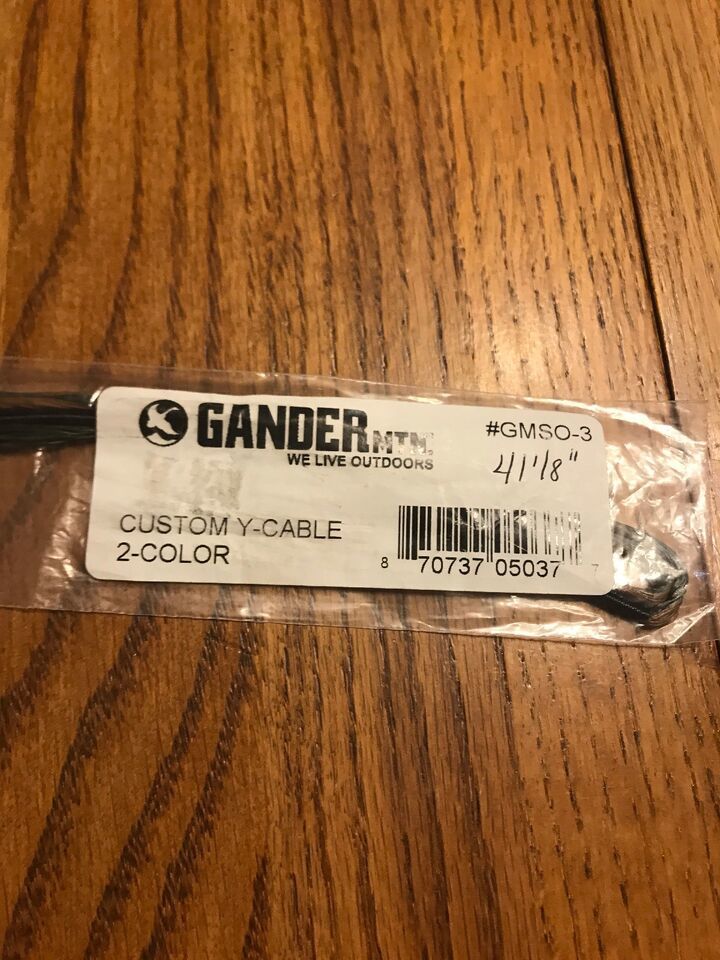 GANDER MTN.
WE LIVE OUTDOORS
#GMSO-3
41 1/8"
CUSTOM Y-CABLE
2-COLOR
8 70737 05037 7